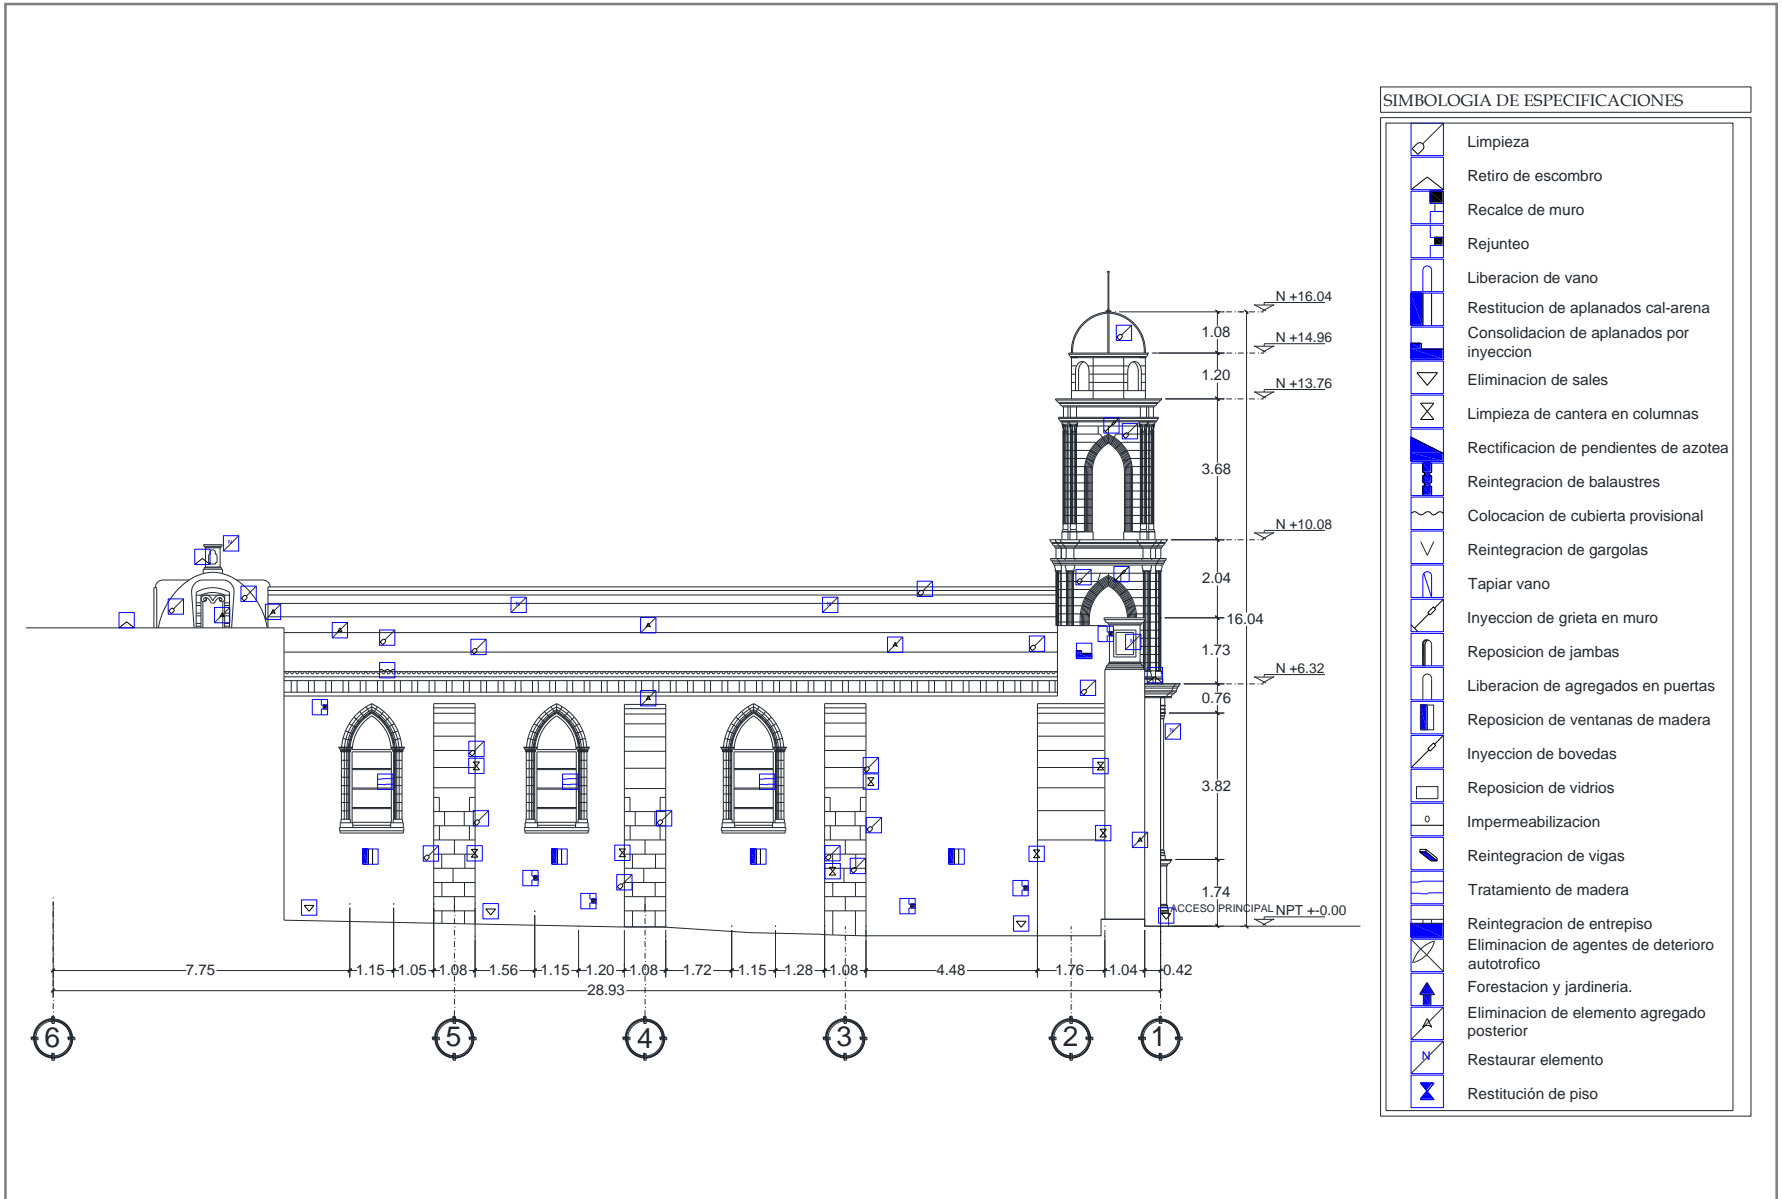 SIMBOLOGIA DE ESPECIFICACIONES
Limpieza
Retiro de escombro
Recalce de muro
Rejunteo
Liberacion de vano
Restitucion de aplanados cal-arena
Consolidacion de aplanados por
inyeccion
Eliminacion de sales
Limpieza de cantera en columnas
Rectificacion de pendientes de azotea
Reintegracion de balaustres
Colocacion de cubierta provisional
Reintegracion de gargolas
Tapiar vano
Inyeccion de grieta en muro
Reposicion de jambas
Liberacion de agregados en puertas
Reposicion de ventanas de madera
Inyeccion de bovedas
Reposicion de vidrios
Impermeabilizacion
Reintegracion de vigas
Tratamiento de madera
Reintegracion de entrepiso
Eliminacion de agentes de deterioro
autotrofico
Forestacion y jardineria.
Eliminacion de elemento agregado
posterior
Restaurar elemento
Restitución de piso
N +16.04
1.08
N +14.96
1.20
N +13.76
3.68
N +10.08
2.04
16.04
1.73
N +6.32
0.76
3.82
1.74
ACCESO PRINCIPAL
NPT +-0.00
7.75 1.15 1.05 1.08 1.56 1.15 1.20 1.08 1.72 1.15 1.28 1.08 4.48 1.76 1.04 0.42
28.93
6 5 4 3 2 1